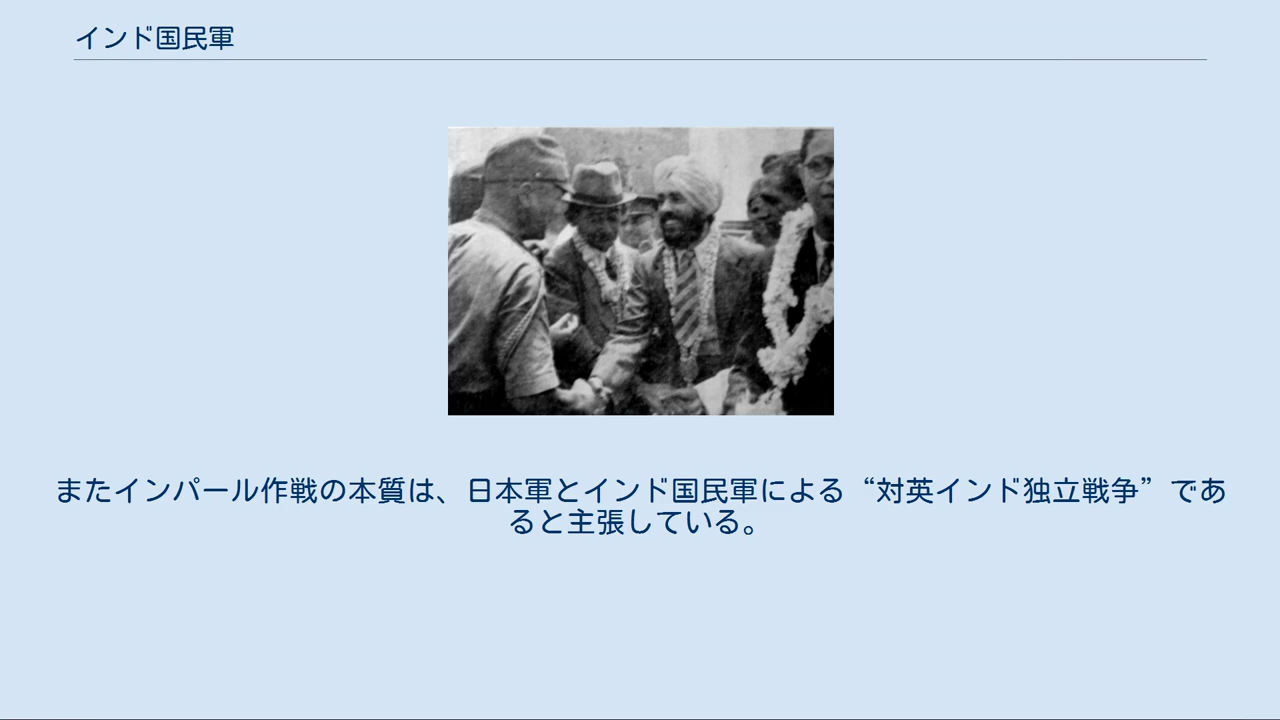 インド国民軍
またインパール作戦の本質は、日本軍とインド国民軍による“対英インド独立戦争”であ
ると主張している。